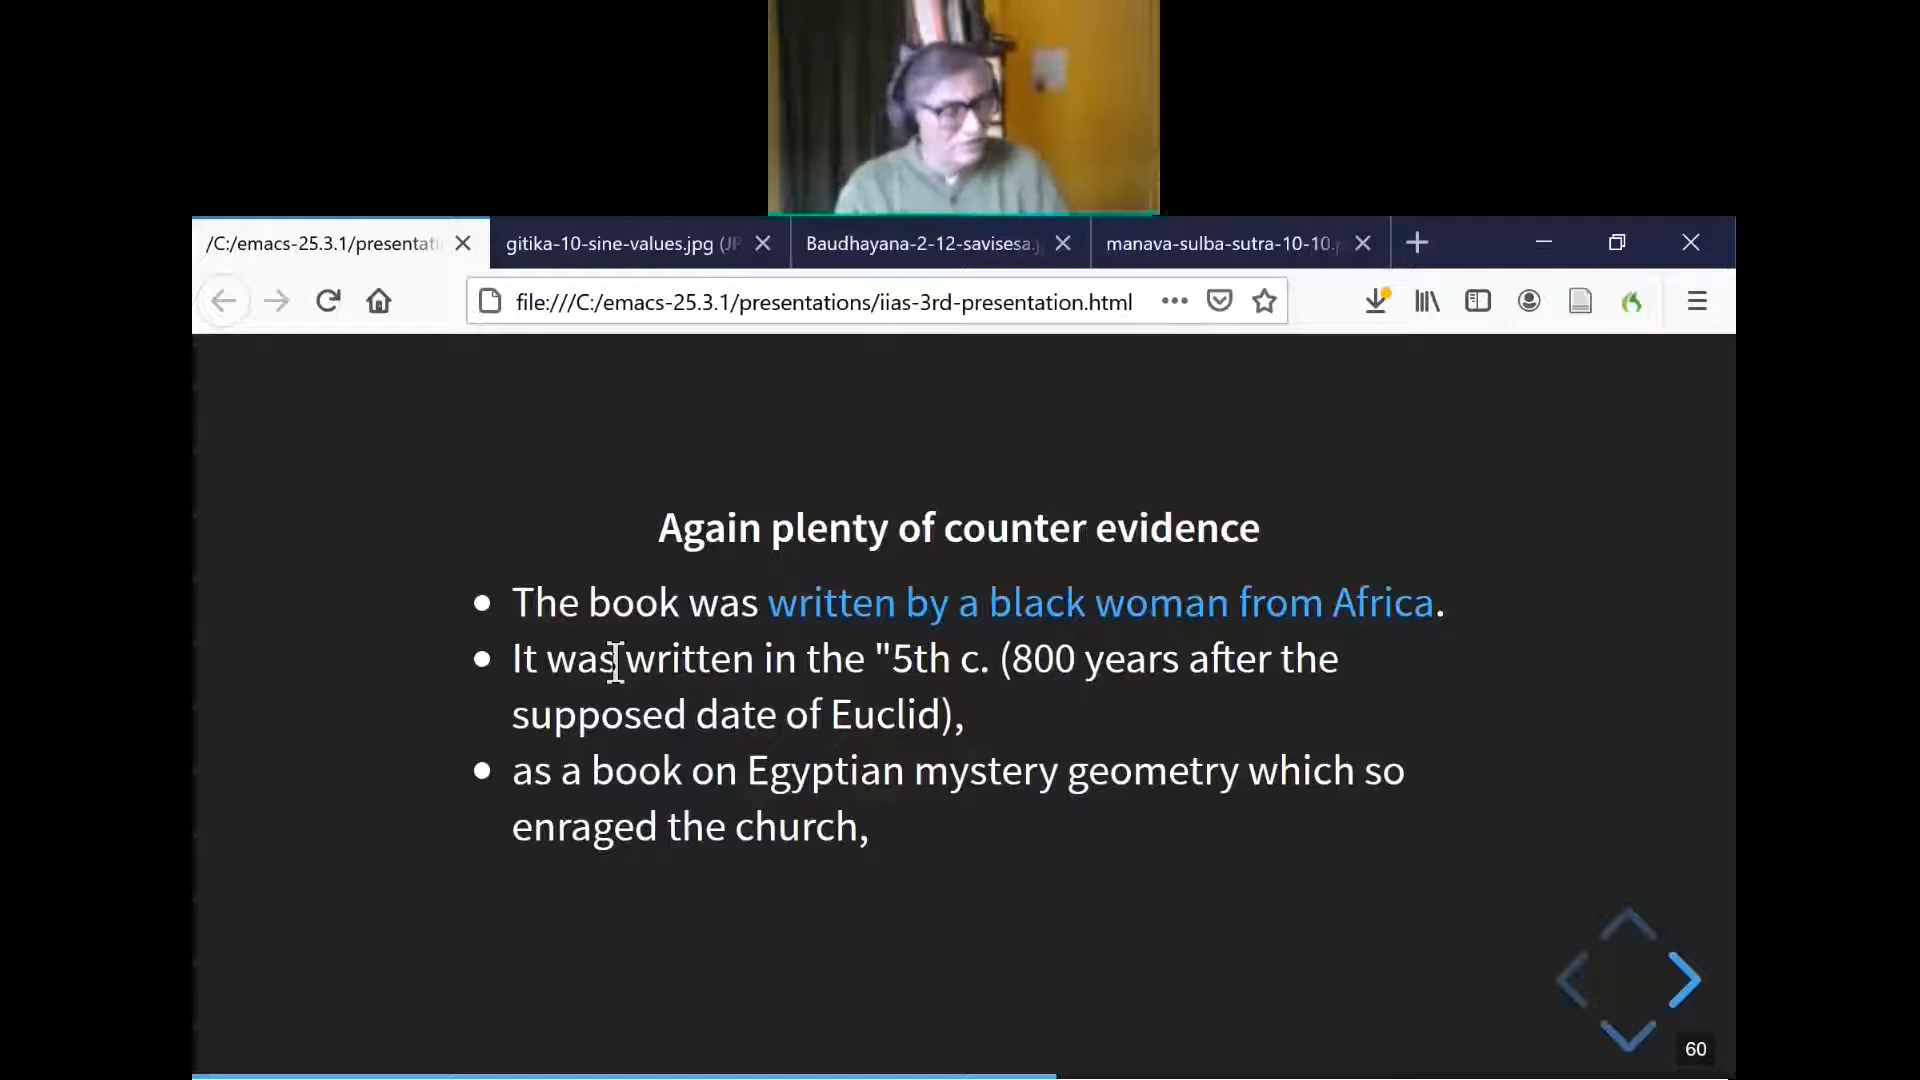 /C:/emacs-25.3.1/presentat
gitika-10-sine-values.jpg (JP
Baudhayana-2-12-savisesa.j
manava-sulba-sutra-10-10.
file:///C:/emacs-25.3.1/presentations/iias-3rd-presentation.html
Again plenty of counter evidence
• The book was written by a black woman from Africa.
• It was written in the "5th c. (800 years after the
supposed date of Euclid),
• as a book on Egyptian mystery geometry which so
enraged the church,
60